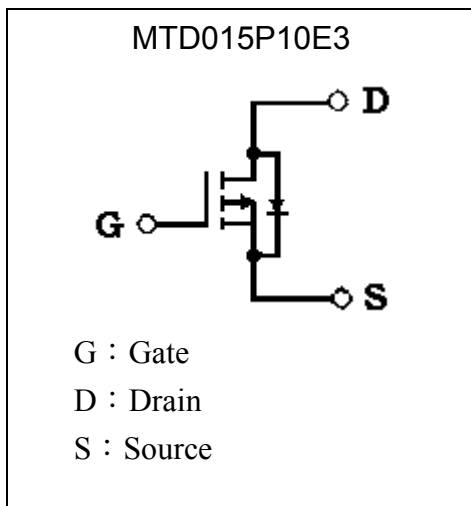 MTD015P10E3
D
G
S
G：Gate
D：Drain
S：Source